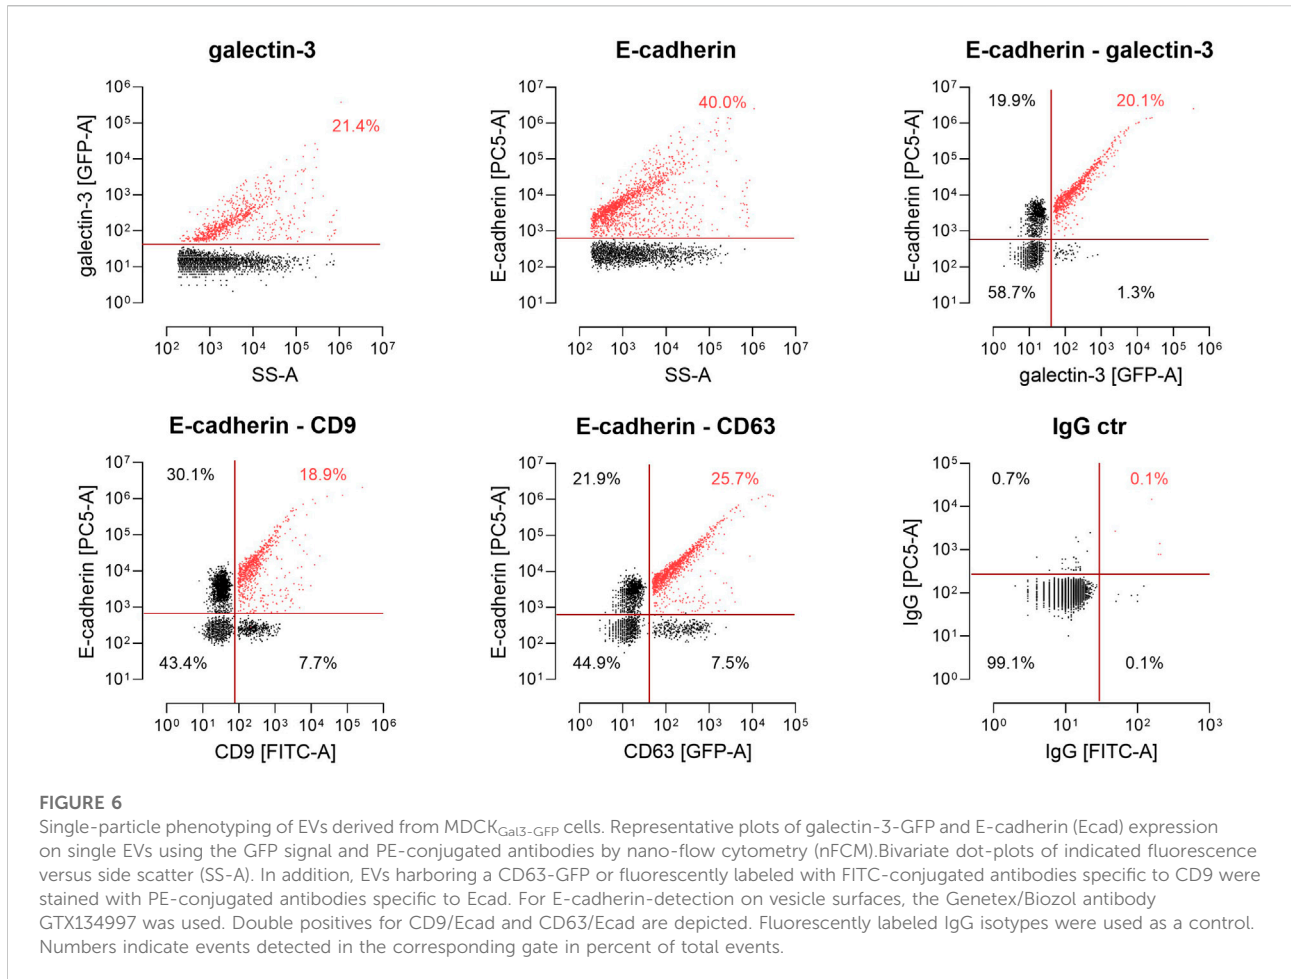 galectin-3
E-cadherin
E-cadherin - galectin-3
galectin-3 [GFP-A]
10⁶
10⁵
10⁴
10³
10²
10¹
10⁰
21.4%
10² 10³ 10⁴ 10⁵ 10⁶ 10⁷
SS-A
E-cadherin [PC5-A]
10⁷
10⁶
10⁵
10⁴
10³
10²
10¹
40.0%
10² 10³ 10⁴ 10⁵ 10⁶ 10⁷
SS-A
E-cadherin [PC5-A]
10⁷
10⁶
10⁵
10⁴
10³
10²
10¹
19.9% 20.1%
58.7% 1.3%
10⁰ 10¹ 10² 10³ 10⁴ 10⁵ 10⁶
galectin-3 [GFP-A]
E-cadherin - CD9
E-cadherin - CD63
IgG ctr
E-cadherin [PC5-A]
10⁷
10⁶
10⁵
10⁴
10³
10²
10¹
30.1% 18.9%
43.4% 7.7%
10⁰ 10¹ 10² 10³ 10⁴ 10⁵ 10⁶
CD9 [FITC-A]
E-cadherin [PC5-A]
10⁷
10⁶
10⁵
10⁴
10³
10²
10¹
21.9% 25.7%
44.9% 7.5%
10⁰ 10¹ 10² 10³ 10⁴ 10⁵
CD63 [GFP-A]
IgG [PC5-A]
10⁵
10⁴
10³
10²
10¹
10⁰
0.7% 0.1%
99.1% 0.1%
10⁰ 10¹ 10² 10³
IgG [FITC-A]
FIGURE 6
Single-particle phenotyping of EVs derived from MDCKGal3-GFP cells. Representative plots of galectin-3-GFP and E-cadherin (Ecad) expression
on single EVs using the GFP signal and PE-conjugated antibodies by nano-flow cytometry (nFCM).Bivariate dot-plots of indicated fluorescence
versus side scatter (SS-A). In addition, EVs harboring a CD63-GFP or fluorescently labeled with FITC-conjugated antibodies specific to CD9 were
stained with PE-conjugated antibodies specific to Ecad. For E-cadherin-detection on vesicle surfaces, the Genetex/Biozol antibody
GTX134997 was used. Double positives for CD9/Ecad and CD63/Ecad are depicted. Fluorescently labeled IgG isotypes were used as a control.
Numbers indicate events detected in the corresponding gate in percent of total events.